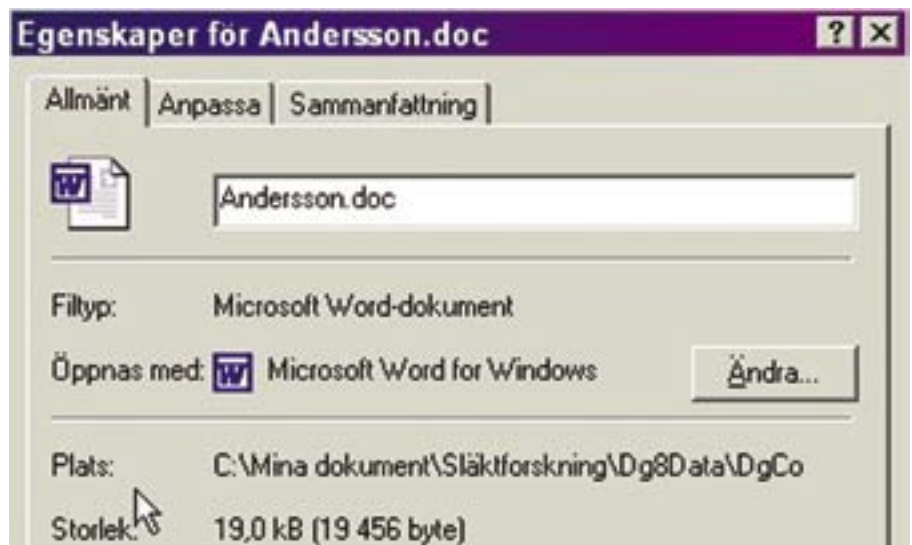 Egenskaper för Andersson.doc
Allmänt Anpassa Sammanfattning
Andersson.doc
Filtyp: Microsoft Word-dokument
Öppnas med: Microsoft Word for Windows Ändra...
Plats: C:\Mina dokument\Släktforskning\Dg8Data\DgCo
Storlek: 19,0 kB (19 456 byte)